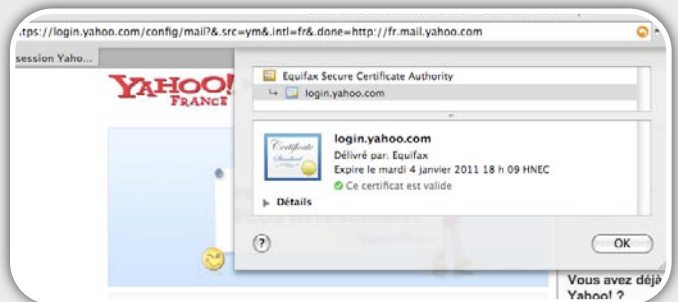 tps://login.yahoo.com/config/mail?&.src=ym&.intl=fr&.done=http://fr.mail.yahoo.com
session Yaho...
YAHOO!
FRANCE
Equifax Secure Certificate Authority
login.yahoo.com
Certificate
Standard
login.yahoo.com
Délivré par: Equifax
Expire le mardi 4 janvier 2011 18 h 09 HNEC
Ce certificat est valide
Détails
?
OK
Vous avez déjà
Yahoo! ?